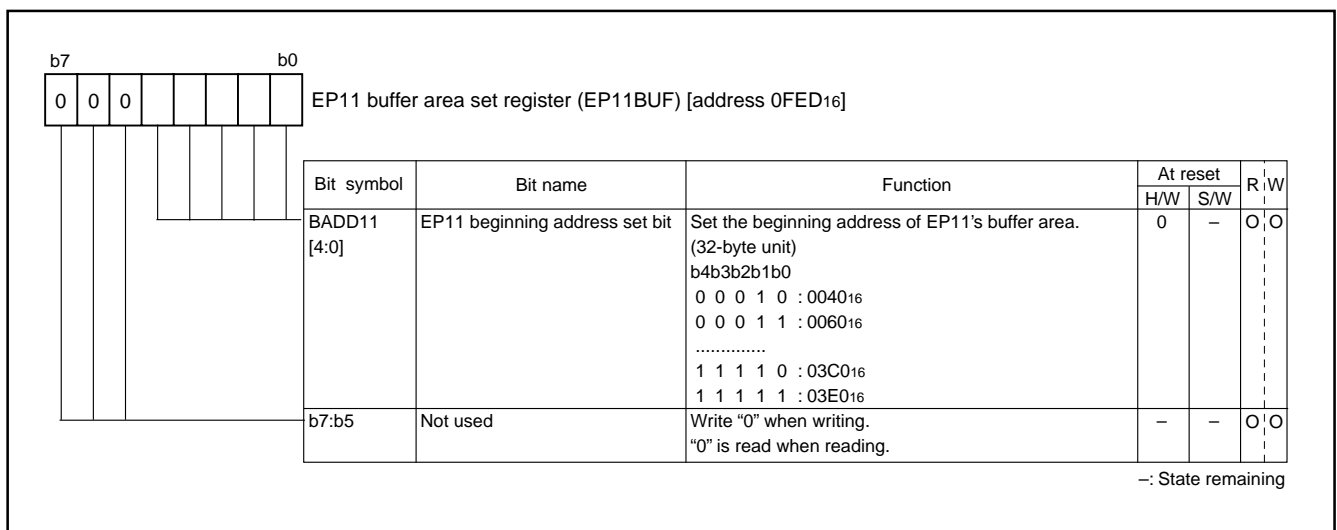 b7 b0
0 0 0
EP11 buffer area set register (EP11BUF) [address 0FED16]
Bit symbol Bit name Function At reset R W
H/W S/W
BADD11 EP11 beginning address set bit Set the beginning address of EP11's buffer area. 0 – O O
[4:0] (32-byte unit)
b4b3b2b1b0
0 0 0 1 0 : 004016
0 0 0 1 1 : 006016
..............
1 1 1 1 0 : 03C016
1 1 1 1 1 : 03E016
b7:b5 Not used Write “0” when writing. – – O O
“0” is read when reading.
–: State remaining